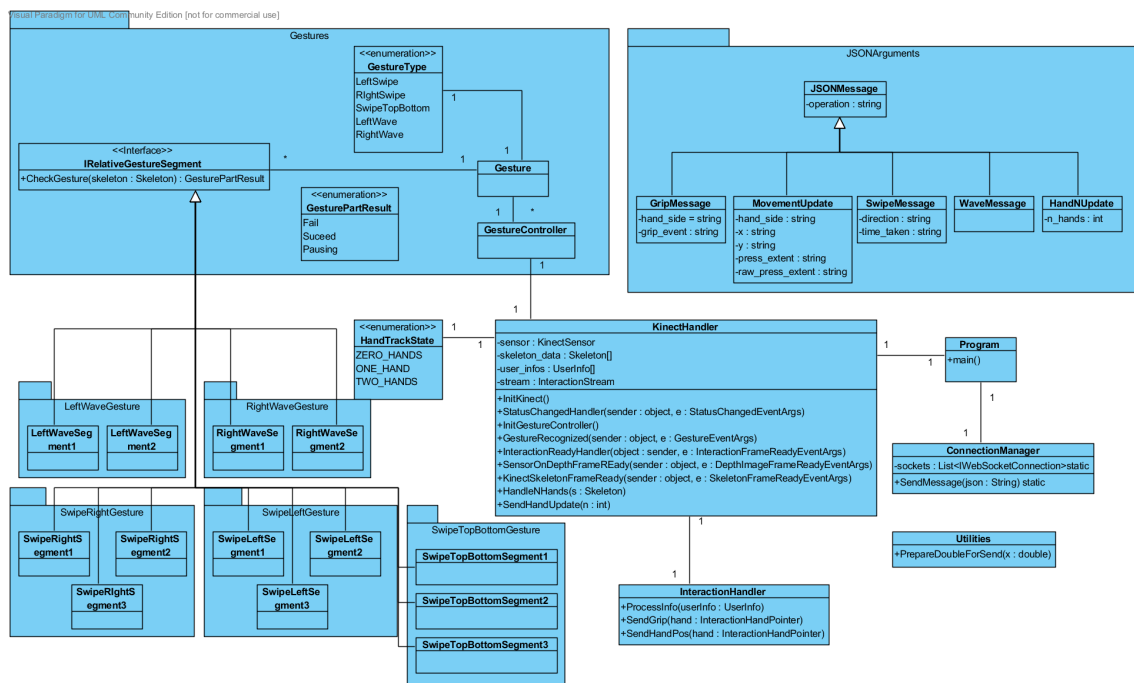 Visual Paradigm for UML Community Edition [not for commercial use]
Gestures
<<enumeration>>
GestureType
LeftSwipe
RIghtSwipe
SwipeTopBottom
LeftWave
RightWave
1
1
<<Interface>>
IRelativeGestureSegment
+CheckGesture(skeleton : Skeleton) : GesturePartResult
*
1
Gesture
<<enumeration>>
GesturePartResult
Fail
Suceed
Pausing
1
*
GestureController
1
1
JSONArguments
JSONMessage
-operation : string
GripMessage
-hand_side = string
-grip_event : string
MovementUpdate
-hand_side : string
-x : string
-y : string
-press_extent : string
-raw_press_extent : string
SwipeMessage
-direction : string
-time_taken : string
WaveMessage
HandNUpdate
-n_hands : int
<<enumeration>>
HandTrackState
ZERO_HANDS
ONE_HAND
TWO_HANDS
1
1
KinectHandler
-sensor : KinectSensor
-skeleton_data : Skeleton[]
-user_infos : UserInfo[]
-stream : InteractionStream
+InitKinect()
+StatusChangedHandler(sender : object, e : StatusChangedEventArgs)
+InitGestureController()
+GestureRecognized(sender : object, e : GestureEventArgs)
+InteractionReadyHandler(object : sender, e : InteractionFrameReadyEventArgs)
+SensorOnDepthFrameREady(sender : object, e : DepthImageFrameReadyEventArgs)
+KinectSkeletonFrameReady(sender : object, e : SkeletonFrameReadyEventArgs)
+HandleNHands(s : Skeleton)
+SendHandUpdate(n : int)
1
1
Program
+main()
1
1
ConnectionManager
-sockets : List<IWebSocketConnection>static
+SendMessage(json : String) static
Utilities
+PrepareDoubleForSend(x : double)
1
1
InteractionHandler
+ProcessInfo(userInfo : UserInfo)
+SendGrip(hand : InteractionHandPointer)
+SendHandPos(hand : InteractionHandPointer)
LeftWaveGesture
LeftWaveSeg
ment1
LeftWaveSeg
ment2
RightWaveGesture
RightWaveSe
gment1
RightWaveSe
gment2
SwipeRightGesture
SwipeRightS
egment1
SwipeRightS
egment2
SwipeRIghtS
egment3
SwipeLeftGesture
SwipeLeftSe
gment1
SwipeLeftSe
gment2
SwipeLeftSe
gment3
SwipeTopBottomGesture
SwipeTopBottomSegment1
SwipeTopBottomSegment2
SwipeTopBottomSegment3